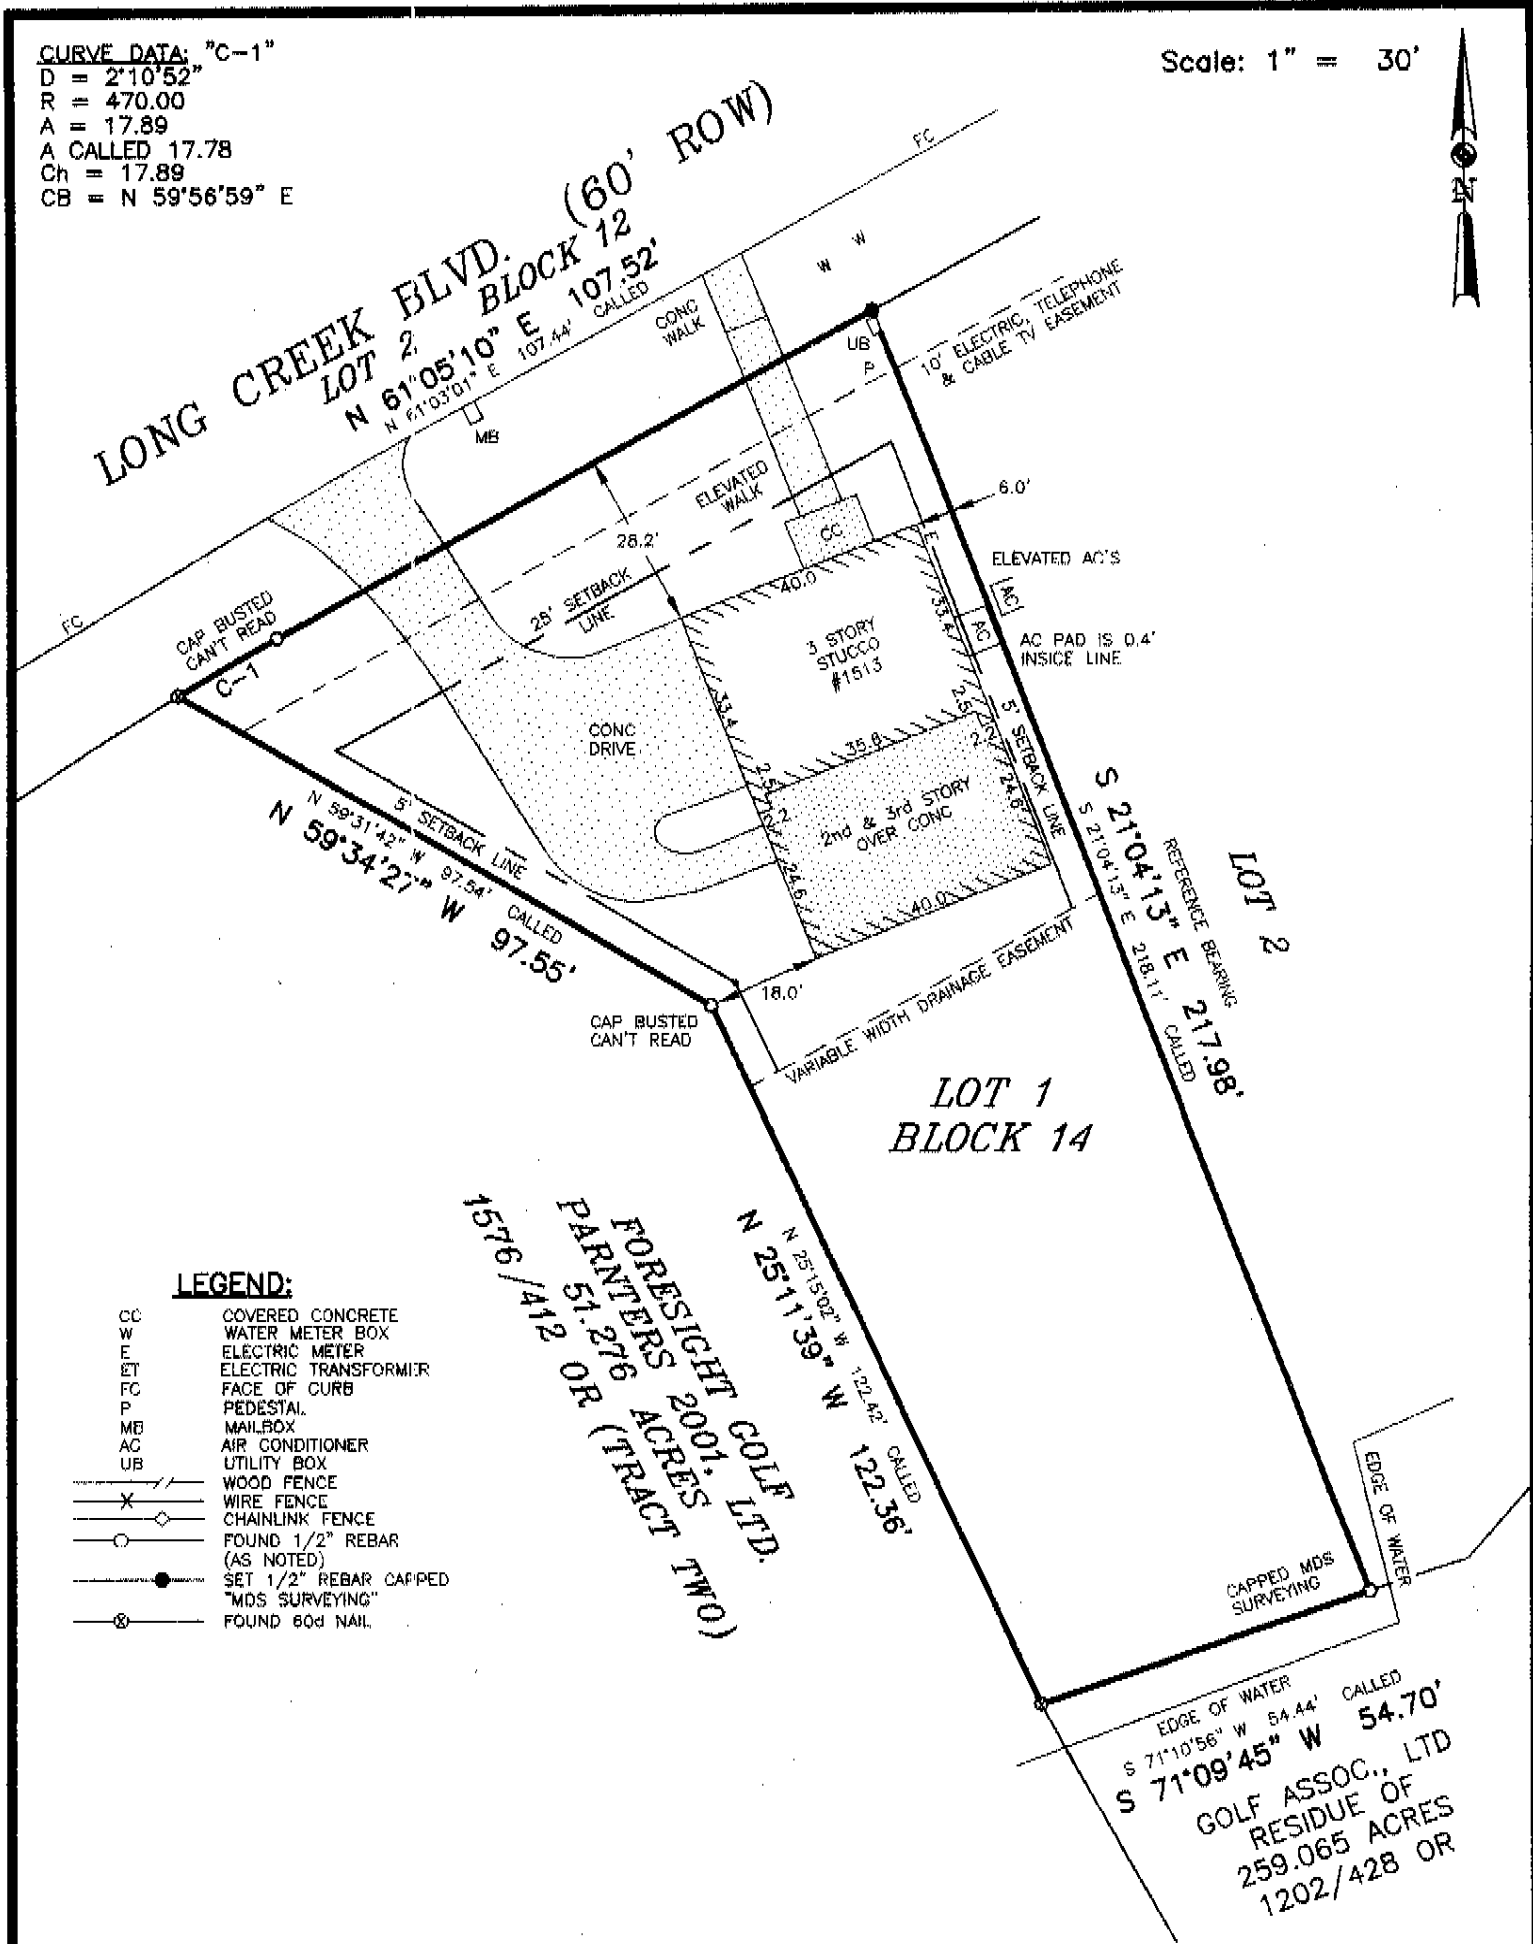 CURVE DATA: "C-1"
D = 2°10'52"
R = 470.00
A = 17.89
A CALLED 17.78
Ch = 17.89
CB = N 59°56'59" E
Scale: 1" = 30'
N
LONG CREEK BLVD. (60' ROW)
LOT 2, BLOCK 12
N 61°05'10" E 107.52'
N 61°03'01" E 107.44' CALLED
FC
CONC
WALK
W
W
MB
UB
P
10' ELECTRIC, TELEPHONE
& CABLE TV EASEMENT
ELEVATED
WALK
6.0'
28.2'
CC
E
ELEVATED AC'S
AC
AC
AC PAD IS 0.4'
INSICE LINE
FC
CAP BUSTED
CAN'T READ
C-1
25' SETBACK
LINE
40.0
33.4
3 STORY
STUCCO
#1513
33.4
2.5
2.2
35.8
CONC
DRIVE
2.5
2.2
24.6
2nd & 3rd STORY
OVER CONC
24.6
40.0
5' SETBACK LINE
5' SETBACK LINE
N 59°31'42" W 97.54' CALLED
N 59°34'27" W 97.55'
S 21°04'13" E 217.98'
REFERENCE BEARING
S 21°04'13" E 218.11' CALLED
LOT 2
18.0'
CAP BUSTED
CAN'T READ
VARIABLE WIDTH DRAINAGE EASEMENT
LOT 1
BLOCK 14
N 25°15'02" W 122.42' CALLED
N 25°11'39" W 122.36'
FORESIGHT GOLF
PARNTERS 2001, LTD.
51.276 ACRES
1576/412 OR (TRACT TWO)
LEGEND:
CC COVERED CONCRETE
W WATER METER BOX
E ELECTRIC METER
ET ELECTRIC TRANSFORMER
FC FACE OF CURB
P PEDESTAL
MB MAILBOX
AC AIR CONDITIONER
UB UTILITY BOX
WOOD FENCE
WIRE FENCE
CHAINLINK FENCE
FOUND 1/2" REBAR
(AS NOTED)
SET 1/2" REBAR CAPPED
"MDS SURVEYING"
FOUND 60d NAIL
EDGE OF WATER
CAPPED MDS
SURVEYING
EDGE OF WATER
S 71°10'56" W 54.44' CALLED
S 71°09'45" W 54.70'
GOLF ASSOC., LTD
RESIDUE OF
259.065 ACRES
1202/428 OR